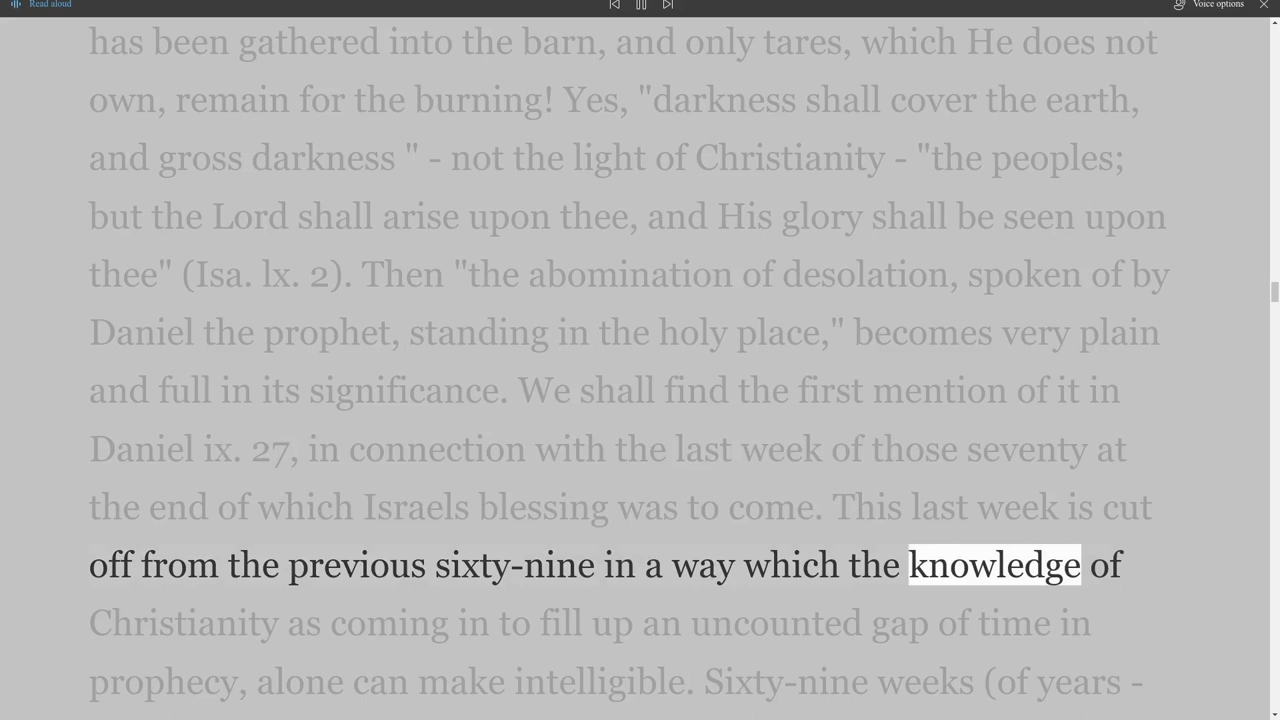 Read aloud
Voice options
has been gathered into the barn, and only tares, which He does not
own, remain for the burning! Yes, "darkness shall cover the earth,
and gross darkness " - not the light of Christianity - "the peoples;
but the Lord shall arise upon thee, and His glory shall be seen upon
thee" (Isa. lx. 2). Then "the abomination of desolation, spoken of by
Daniel the prophet, standing in the holy place," becomes very plain
and full in its significance. We shall find the first mention of it in
Daniel ix. 27, in connection with the last week of those seventy at
the end of which Israels blessing was to come. This last week is cut
off from the previous sixty-nine in a way which the knowledge of
Christianity as coming in to fill up an uncounted gap of time in
prophecy, alone can make intelligible. Sixty-nine weeks (of years -